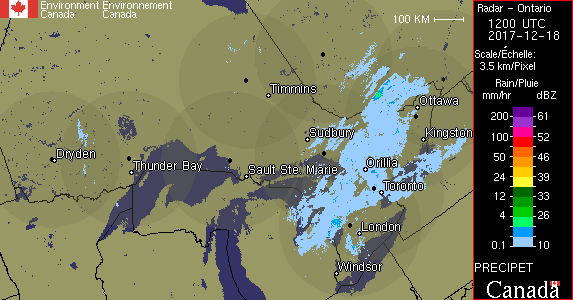 Environment Environnement
Canada Canada
100 KM
Timmins
Ottawa
Sudbury
Kingston
Dryden
Thunder Bay
Sault Ste. Marie
Orillia
Toronto
London
Windsor
Radar - Ontario
1200 UTC
2017-12-18
Scale/Échelle:
3.5 km/Pixel
Rain/Pluie
mm/hr dBZ
200 61
100 52
50 46
24 39
12 33
4 26
0.1 10
PRECIPET
Canada